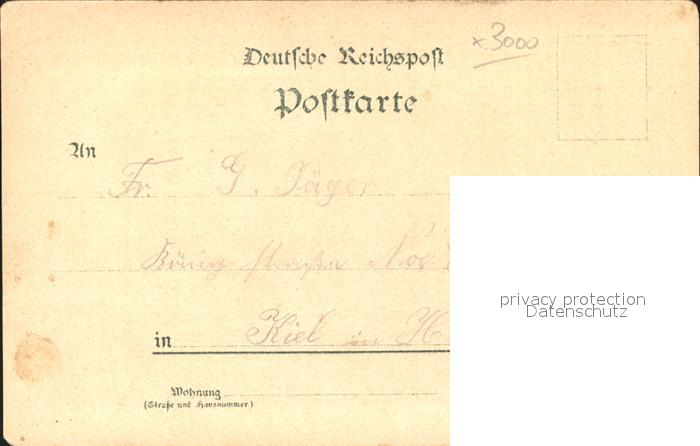 x 3000
Deutsche Reichspost
Postkarte
An
Fr. G. Jäger
König straße No
in Kiel in H
Wohnung
(Straße und Hausnummer.)
privacy protection
Datenschutz